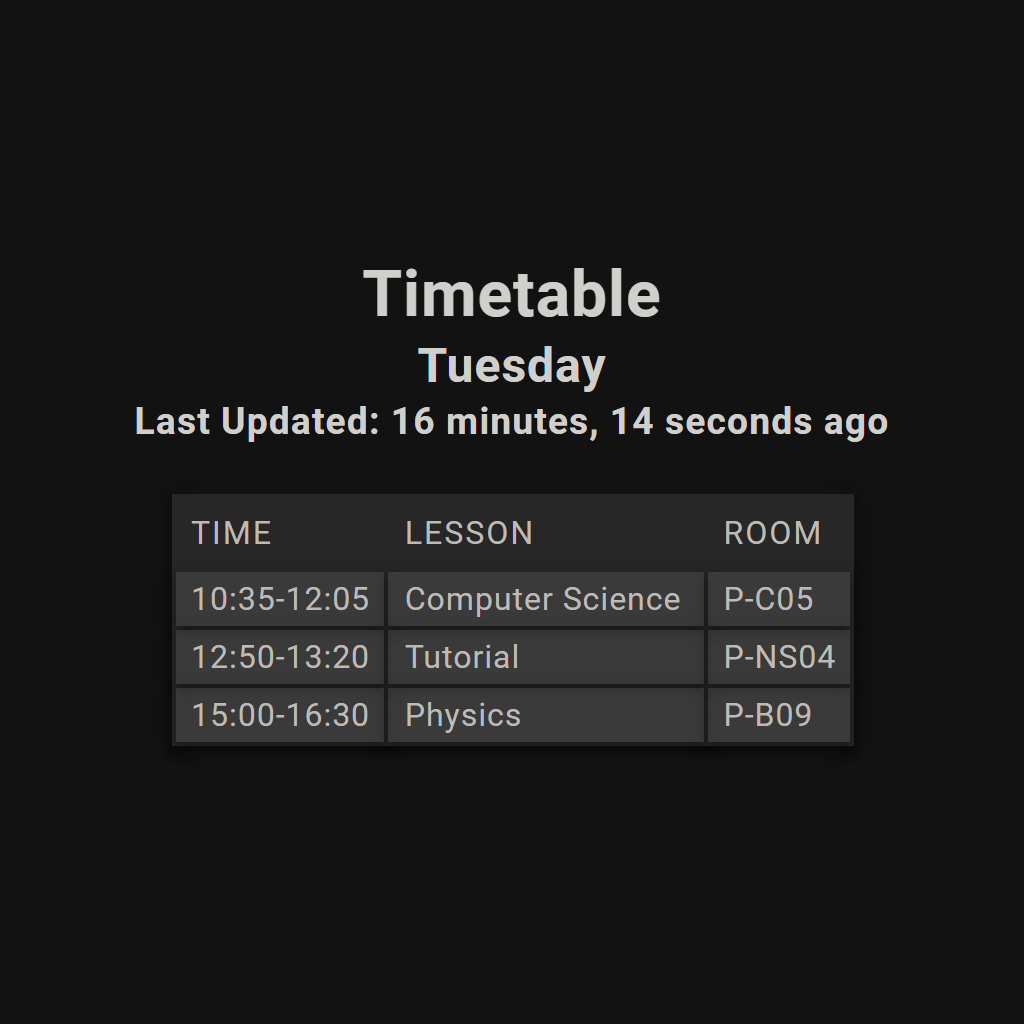 Timetable
Tuesday
Last Updated: 16 minutes, 14 seconds ago
TIME LESSON ROOM
10:35-12:05 Computer Science P-C05
12:50-13:20 Tutorial P-NS04
15:00-16:30 Physics P-B09